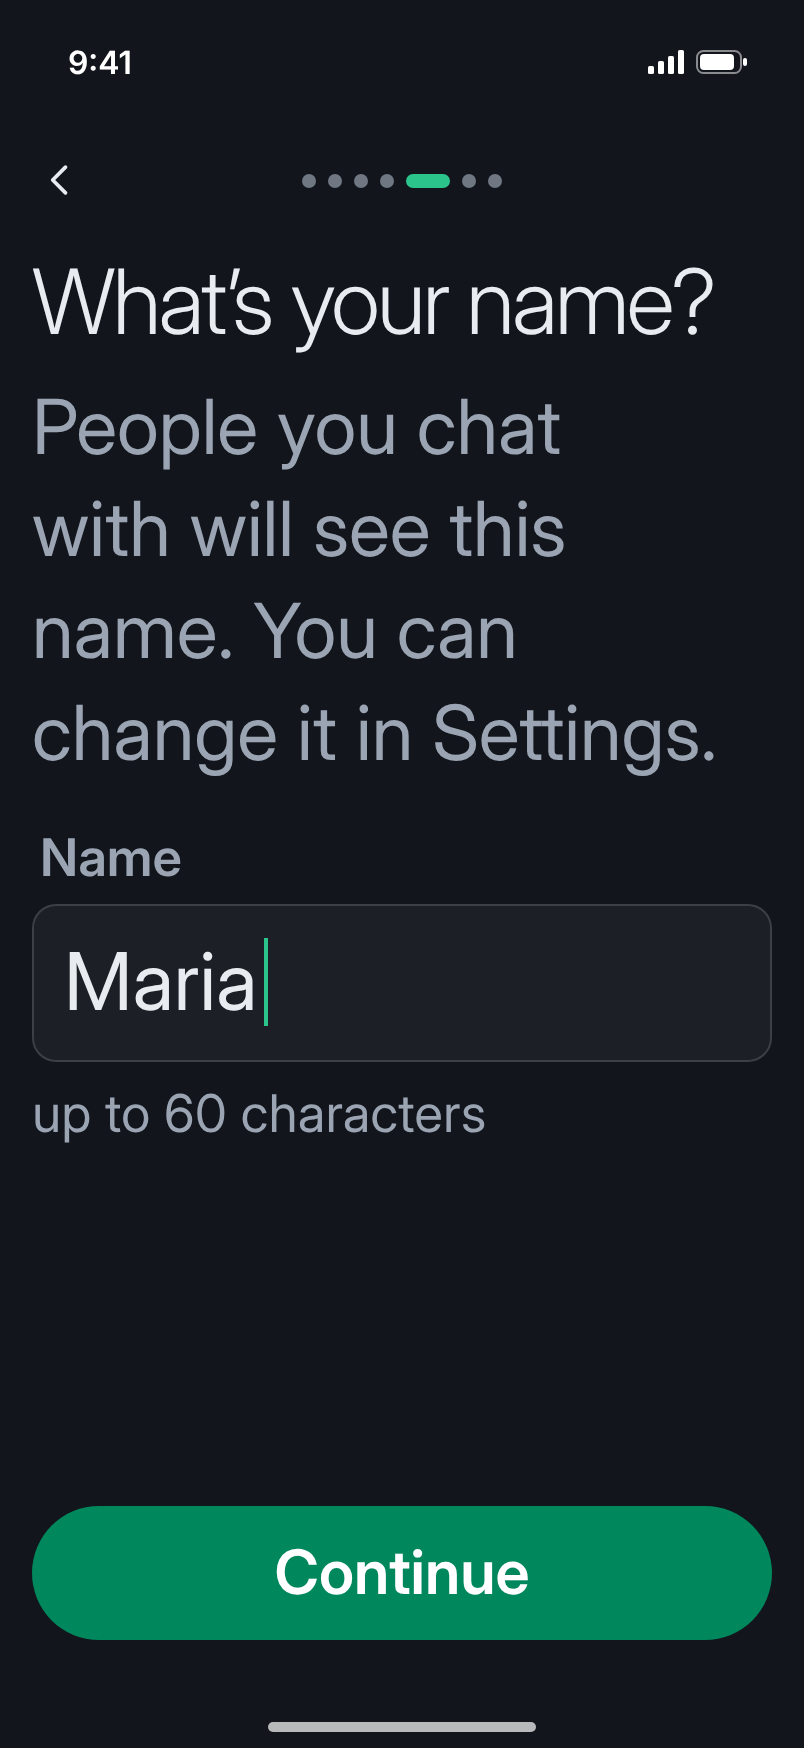 9:41
What’s your name?
People you chat
with will see this
name. You can
change it in Settings.
Name
Maria
up to 60 characters
Continue